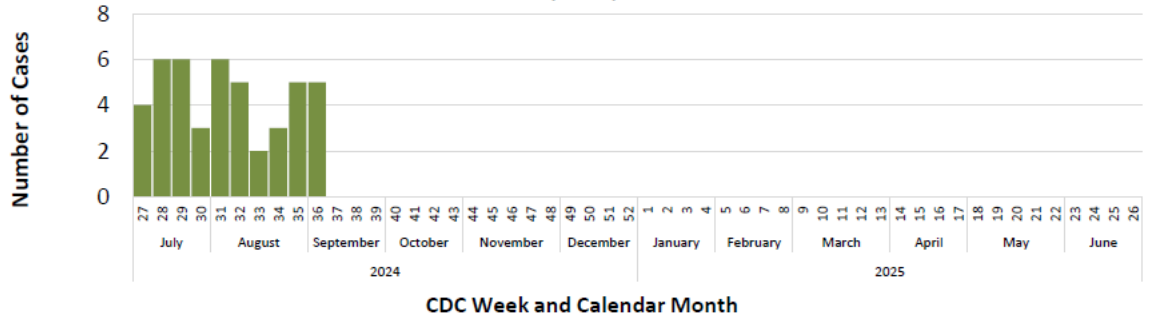 8
6
4
2
0
Number of Cases
27 28 29 30 31 32 33 34 35 36 37 38 39 40 41 42 43 44 45 46 47 48 49 50 51 52 1 2 3 4 5 6 7 8 9 10 11 12 13 14 15 16 17 18 19 20 21 22 23 24 25 26
July August September October November December January February March April May June
2024 2025
CDC Week and Calendar Month